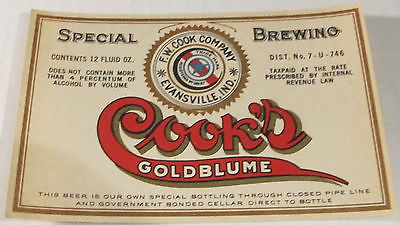 SPECIAL BREWING
F.W. COOK COMPANY
EVANSVILLE, IND.
CONTENTS 12 FLUID OZ.
DOES NOT CONTAIN MORE
THAN 4 PERCENTUM OF
ALCOHOL BY VOLUME
DIST. No. 7-U-746
TAXPAID AT THE RATE
PRESCRIBED BY INTERNAL
REVENUE LAW
Cook's
GOLDBLUME
THIS BEER IS OUR OWN SPECIAL BOTTLING THROUGH CLOSED PIPE LINE
AND GOVERNMENT BONDED CELLAR DIRECT TO BOTTLE